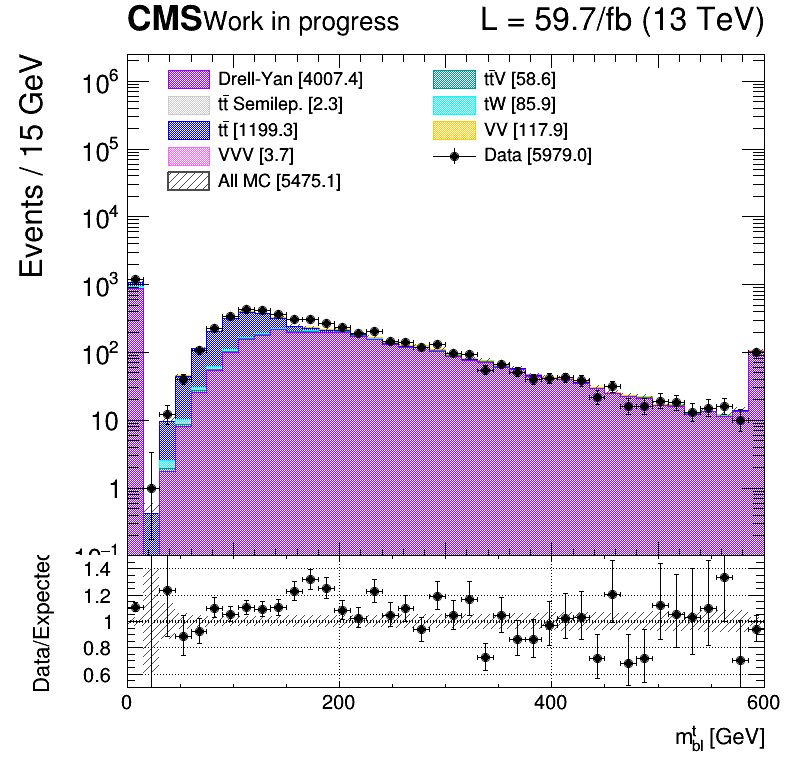 CMS Work in progress L = 59.7/fb (13 TeV)
Events / 15 GeV
10⁶
10⁵
10⁴
10³
10²
10
1
10⁻¹
Drell-Yan [4007.4]
tt̄ Semilep. [2.3]
tt̄ [1199.3]
VVV [3.7]
All MC [5475.1]
tt̄V [58.6]
tW [85.9]
VV [117.9]
Data [5979.0]
Data/Expected
1.4
1.2
1
0.8
0.6
0 200 400 600
m^t_bl [GeV]